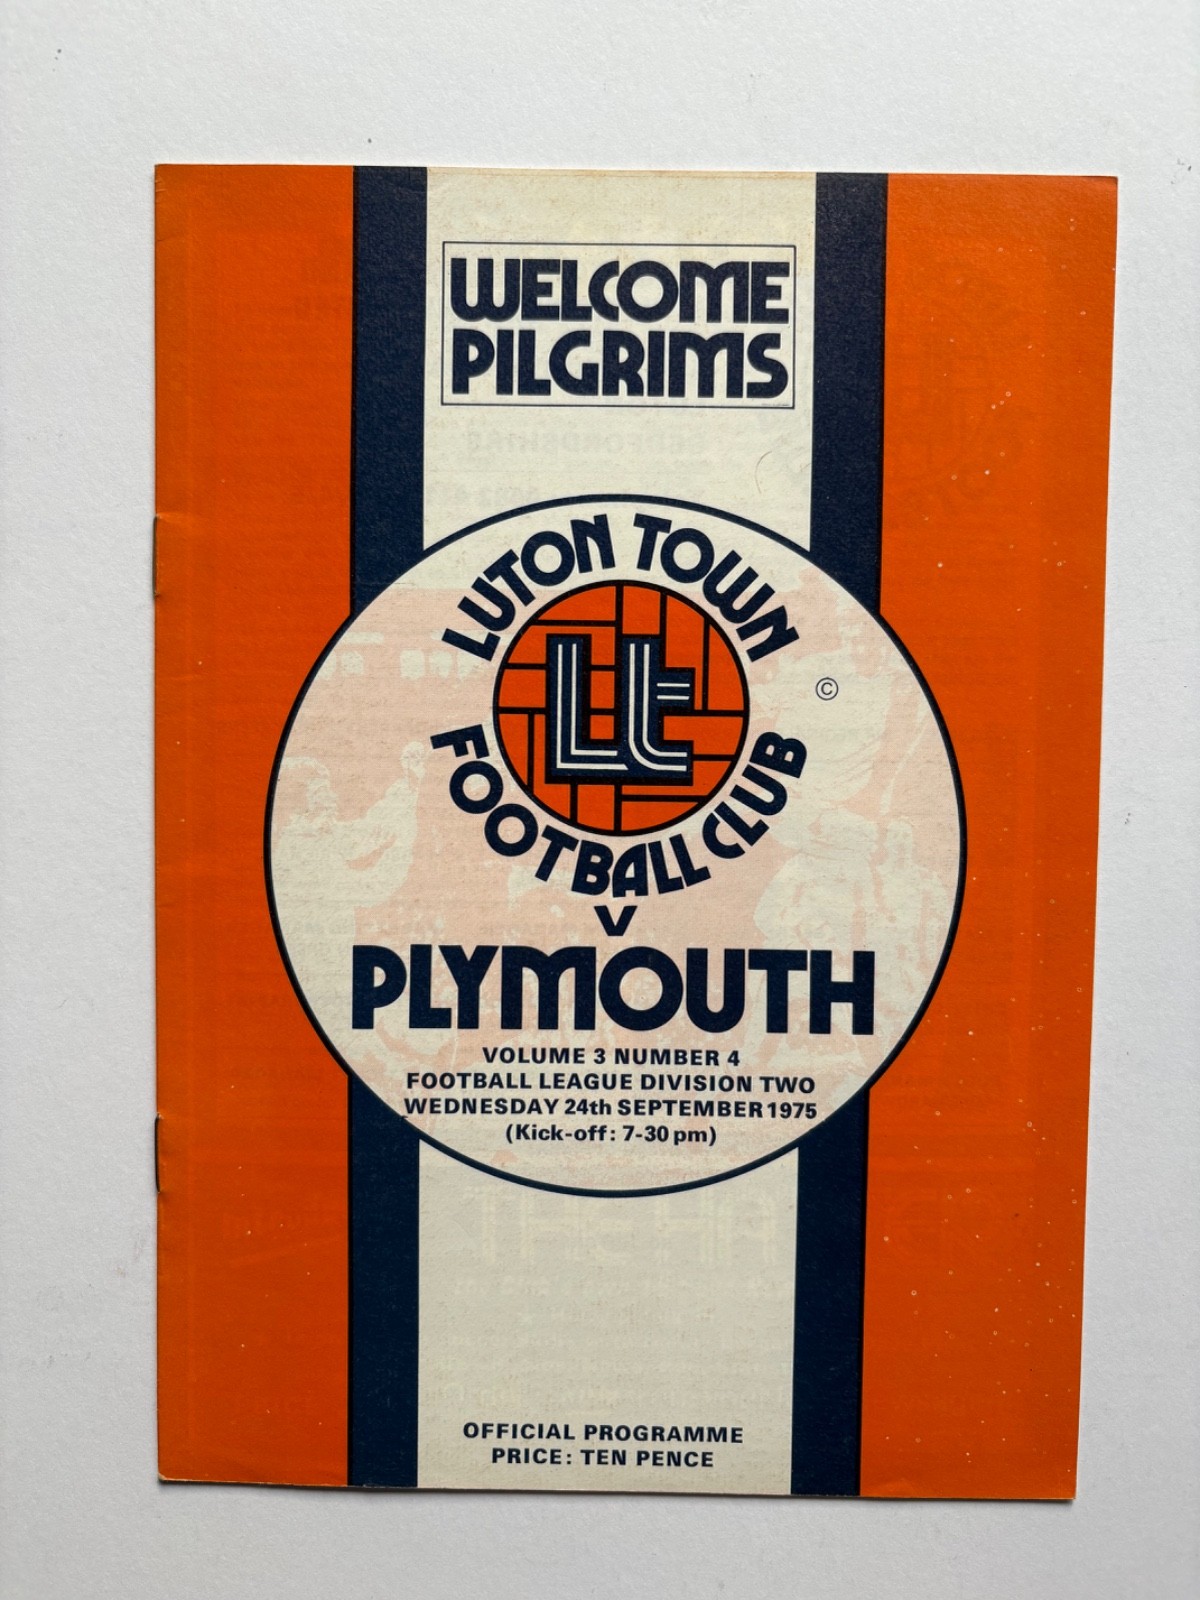 WELCOME
PILGRIMS
LUTON TOWN
Lt
FOOTBALL CLUB
©
V
PLYMOUTH
VOLUME 3 NUMBER 4
FOOTBALL LEAGUE DIVISION TWO
WEDNESDAY 24th SEPTEMBER 1975
(Kick-off: 7-30 pm)
OFFICIAL PROGRAMME
PRICE: TEN PENCE